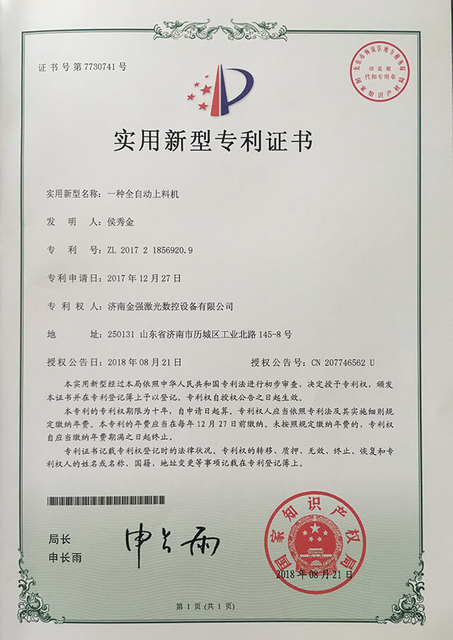 证书号第7730741号
印花税
代扣专用章
国家知识产权局
实用新型专利证书
实用新型名称：一种全自动上料机
发明人：侯秀金
专利号：ZL 2017 2 1856920.9
专利申请日：2017年12月27日
专利权人：济南金强激光数控设备有限公司
地址：250131 山东省济南市历城区工业北路145-8号
授权公告日：2018年08月21日
授权公告号：CN 207746562 U
本实用新型经过本局依照中华人民共和国专利法进行初步审查，决定授予专利权，颁发
本证书并在专利登记簿上予以登记。专利权自授权公告之日起生效。
本专利的专利权期限为十年，自申请日起算。专利权人应当依照专利法及其实施细则规
定缴纳年费。本专利的年费应当在每年12月27日前缴纳。未按照规定缴纳年费的，专利权
自应当缴纳年费期满之日起终止。
专利证书记载专利权登记时的法律状况。专利权的转移、质押、无效、终止、恢复和专
利权人的姓名或名称、国籍、地址变更等事项记载在专利登记簿上。
局长
申长雨
申长雨
国家知识产权局
2018年08月21日
第1页(共1页)